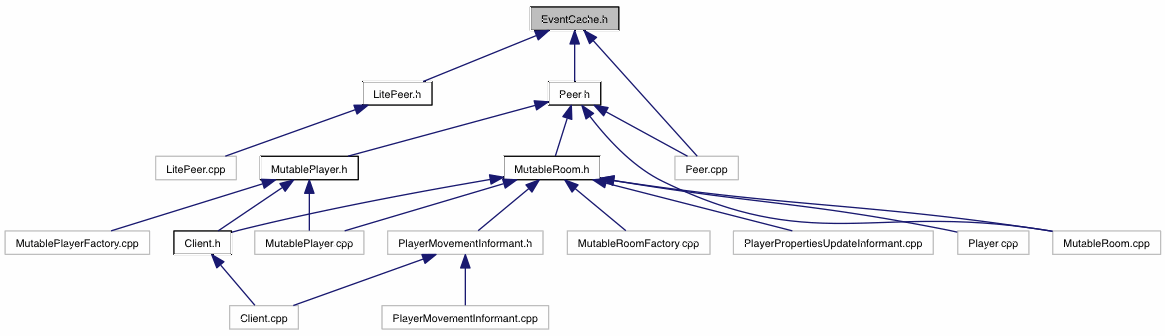 EventCache.h
LitePeer.h
Peer.h
LitePeer.cpp
MutablePlayer.h
MutableRoom.h
Peer.cpp
MutablePlayerFactory.cpp
Client.h
MutablePlayer.cpp
PlayerMovementInformant.h
MutableRoomFactory.cpp
PlayerPropertiesUpdateInformant.cpp
Player.cpp
MutableRoom.cpp
Client.cpp
PlayerMovementInformant.cpp